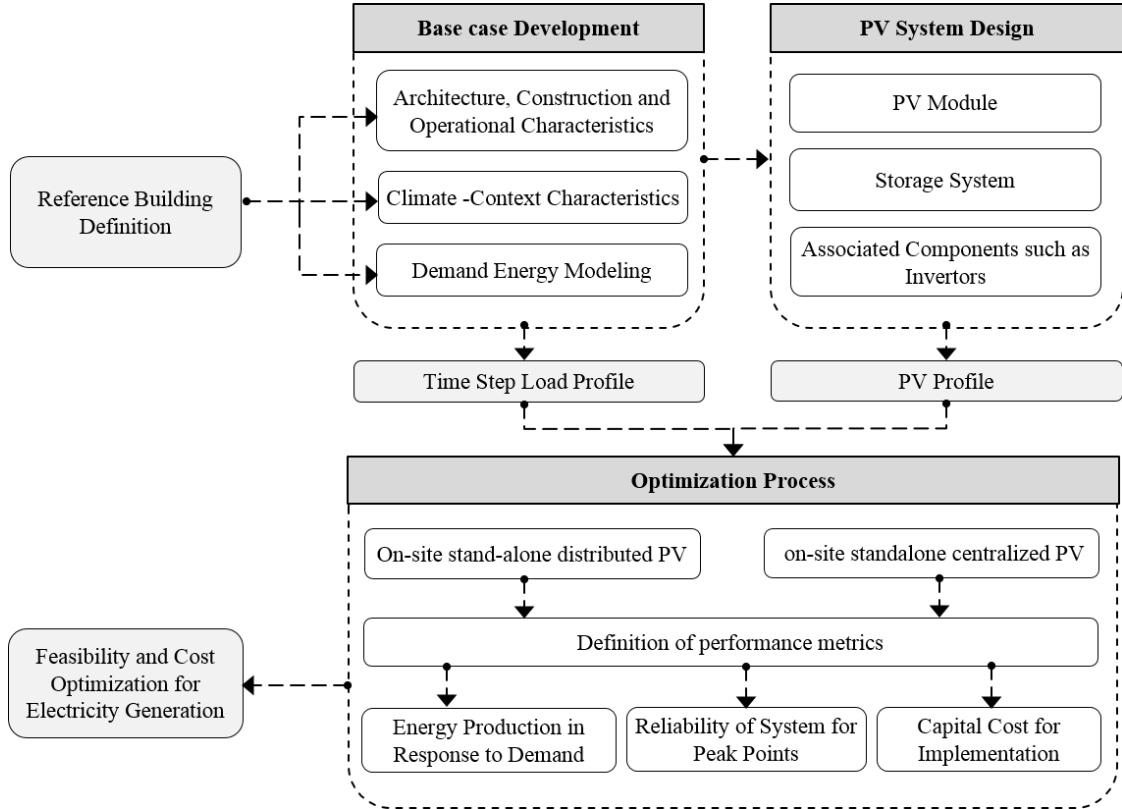 Base case Development
PV System Design
Architecture, Construction and
Operational Characteristics
PV Module
Reference Building
Definition
Climate -Context Characteristics
Storage System
Demand Energy Modeling
Associated Components such as
Invertors
Time Step Load Profile
PV Profile
Optimization Process
On-site stand-alone distributed PV
on-site standalone centralized PV
Definition of performance metrics
Feasibility and Cost
Optimization for
Electricity Generation
Energy Production in
Response to Demand
Reliability of System for
Peak Points
Capital Cost for
Implementation